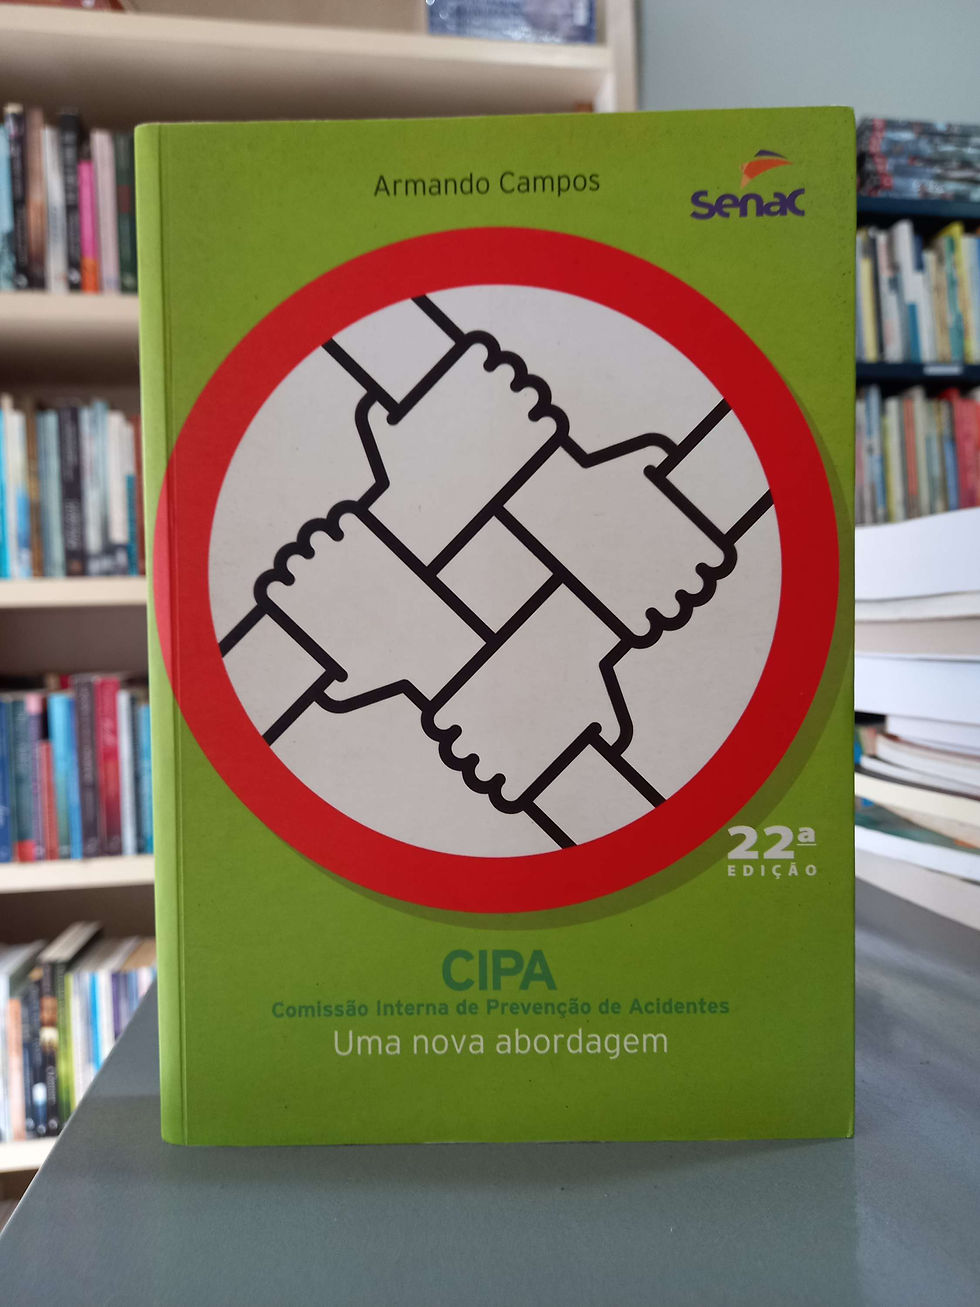 Armando Campos
senac
22ª
EDIÇÃO
CIPA
Comissão Interna de Prevenção de Acidentes
Uma nova abordagem